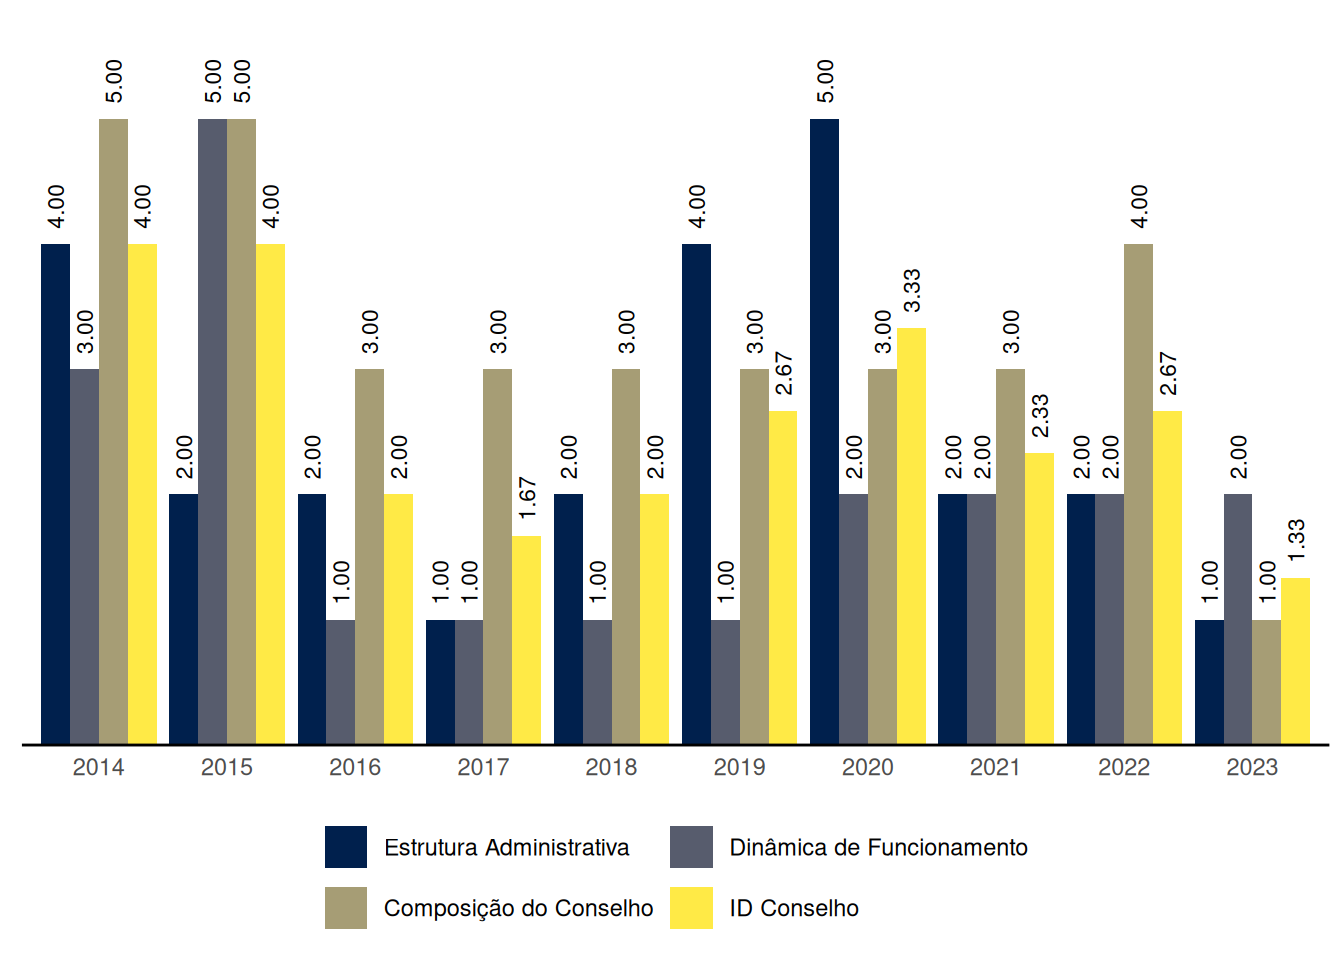 5.00 5.00 5.00 5.00
4.00 4.00 4.00 4.00 4.00
3.00 3.00 3.00 3.00 3.00 3.00 3.33 3.00
2.67 2.67
2.00 2.00 2.00 2.00 2.00 2.00 2.00 2.00 2.33 2.00 2.00 2.00
1.67
1.00 1.00 1.00 1.00 1.00 1.00 1.00 1.33
2014 2015 2016 2017 2018 2019 2020 2021 2022 2023
Estrutura Administrativa Dinâmica de Funcionamento
Composição do Conselho ID Conselho